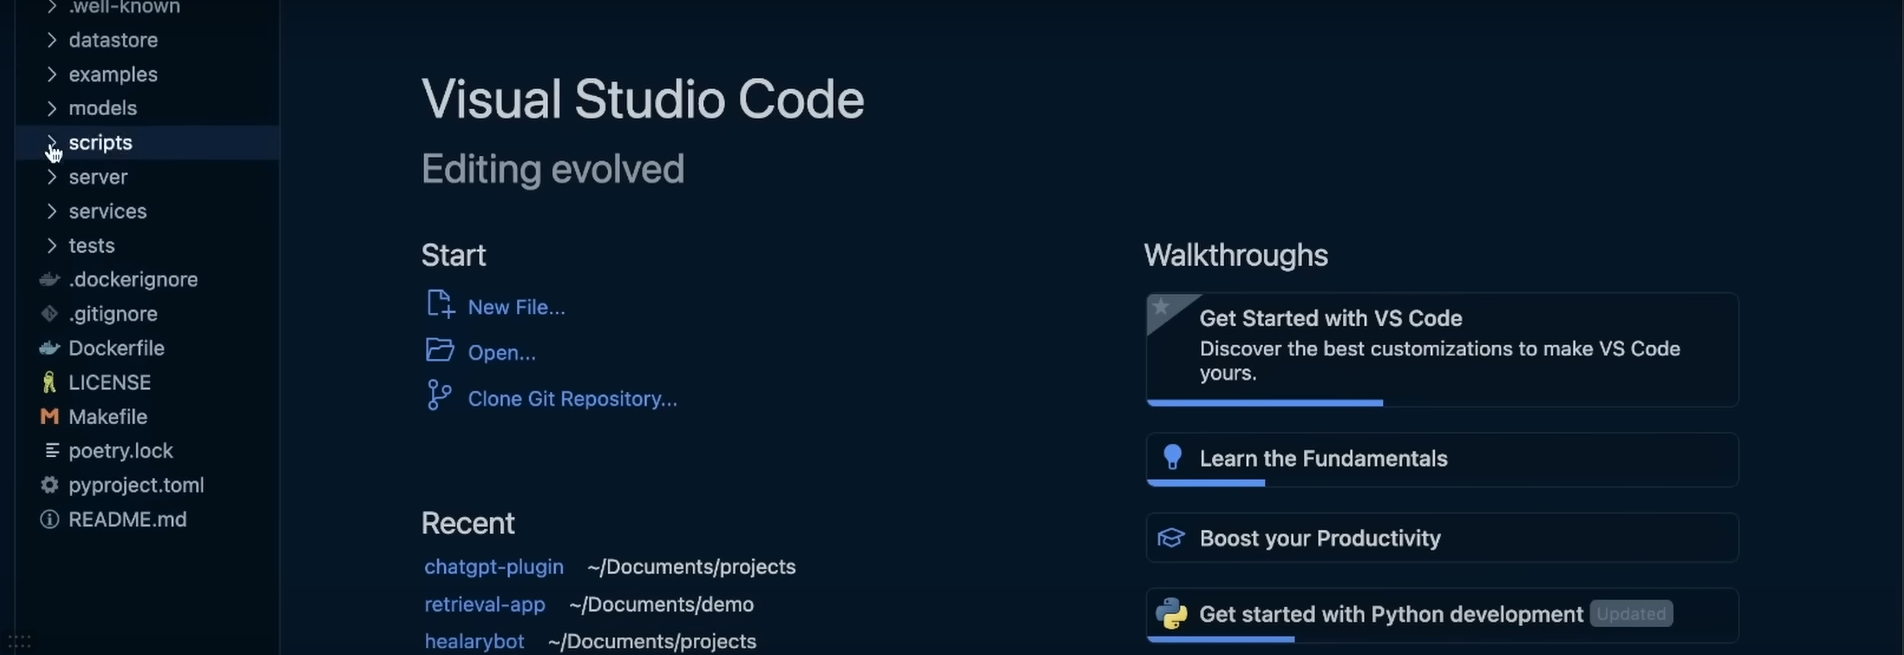 .well-known
datastore
examples
models
scripts
server
services
tests
.dockerignore
.gitignore
Dockerfile
LICENSE
Makefile
poetry.lock
pyproject.toml
README.md
Visual Studio Code
Editing evolved
Start
New File...
Open...
Clone Git Repository...
Recent
chatgpt-plugin ~/Documents/projects
retrieval-app ~/Documents/demo
healarybot ~/Documents/projects
Walkthroughs
Get Started with VS Code
Discover the best customizations to make VS Code
yours.
Learn the Fundamentals
Boost your Productivity
Get started with Python development Updated